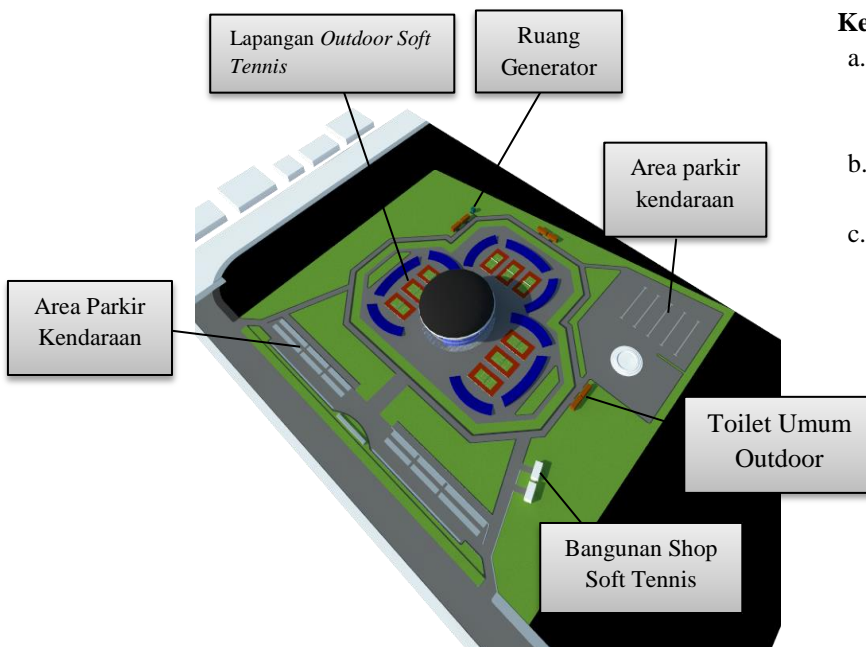 Lapangan Outdoor Soft
Tennis
Ruang
Generator
Area parkir
kendaraan
Area Parkir
Kendaraan
Toilet Umum
Outdoor
Bangunan Shop
Soft Tennis
Ke
a.
b.
c.